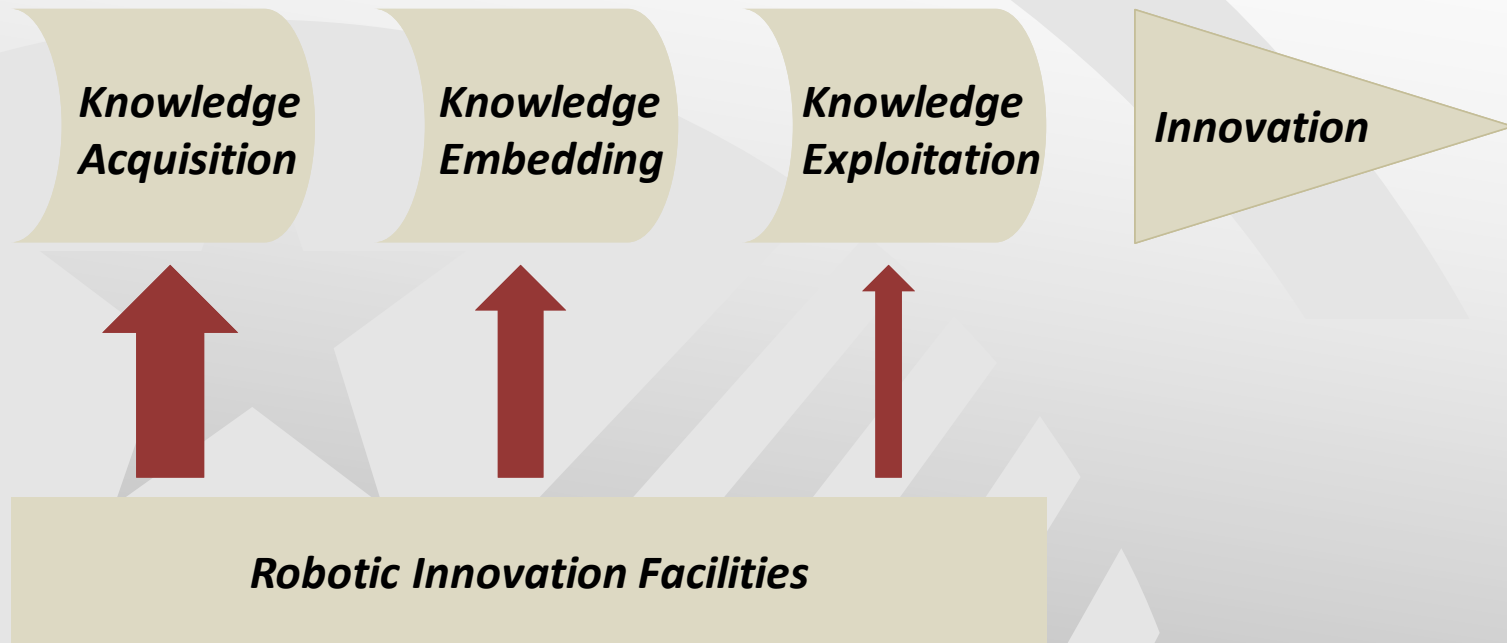 Knowledge
Acquisition
Knowledge
Embedding
Knowledge
Exploitation
Innovation
Robotic Innovation Facilities